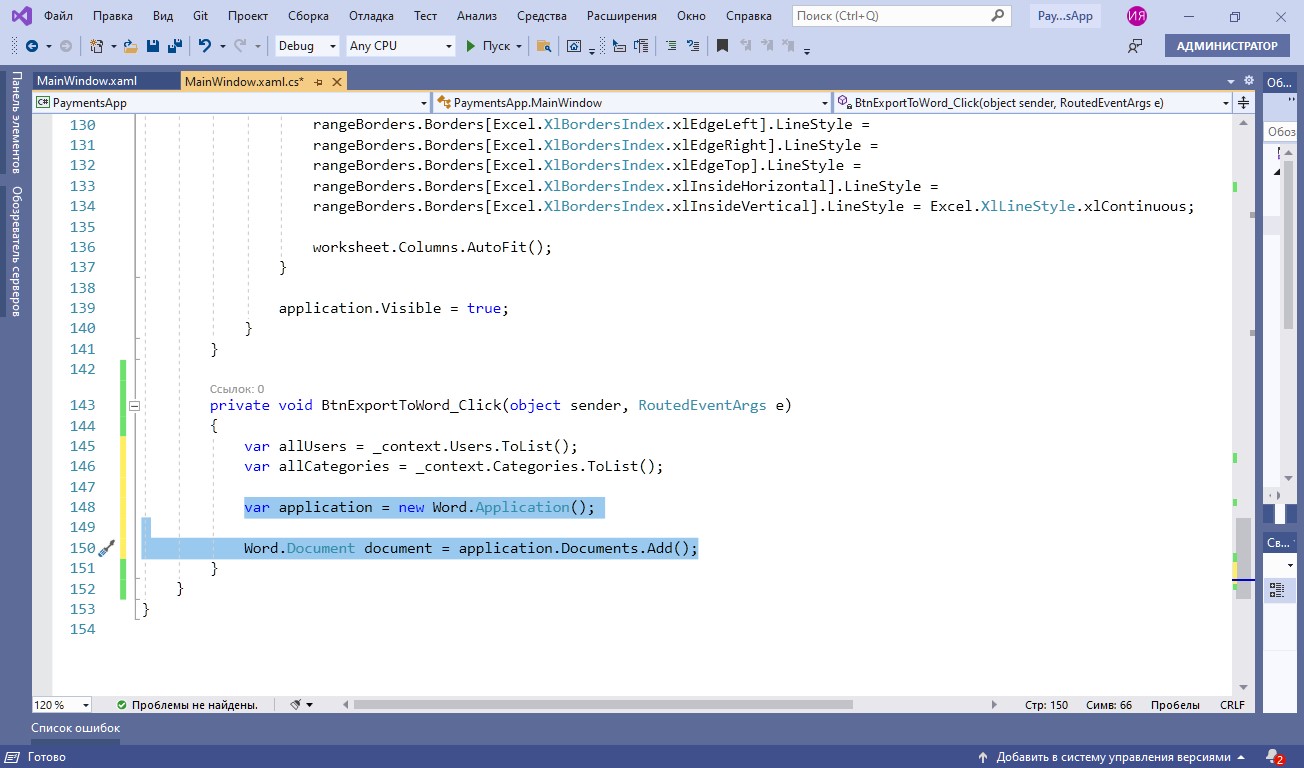 Файл Правка Вид Git Проект Сборка Отладка Тест Анализ Средства Расширения Окно Справка Поиск (Ctrl+Q) Pay...sApp ИЯ
Debug Any CPU Пуск АДМИНИСТРАТОР
MainWindow.xaml MainWindow.xaml.cs* Об...
PaymentsApp PaymentsApp.MainWindow BtnExportToWord_Click(object sender, RoutedEventArgs e)
Панель элементов
Обозреватель серверов
Обоз
130 rangeBorders.Borders[Excel.XlBordersIndex.xlEdgeLeft].LineStyle =
131 rangeBorders.Borders[Excel.XlBordersIndex.xlEdgeRight].LineStyle =
132 rangeBorders.Borders[Excel.XlBordersIndex.xlEdgeTop].LineStyle =
133 rangeBorders.Borders[Excel.XlBordersIndex.xlInsideHorizontal].LineStyle =
134 rangeBorders.Borders[Excel.XlBordersIndex.xlInsideVertical].LineStyle = Excel.XlLineStyle.xlContinuous;
135
136 worksheet.Columns.AutoFit();
137 }
138
139 application.Visible = true;
140 }
141 }
142
Ссылок: 0
143 private void BtnExportToWord_Click(object sender, RoutedEventArgs e)
144 {
145 var allUsers = _context.Users.ToList();
146 var allCategories = _context.Categories.ToList();
147
148 var application = new Word.Application();
149
150 Word.Document document = application.Documents.Add();
151 }
152 }
153 }
154
Св...
120 % Проблемы не найдены. Стр: 150 Симв: 66 Пробелы CRLF
Список ошибок
Готово Добавить в систему управления версиями 2